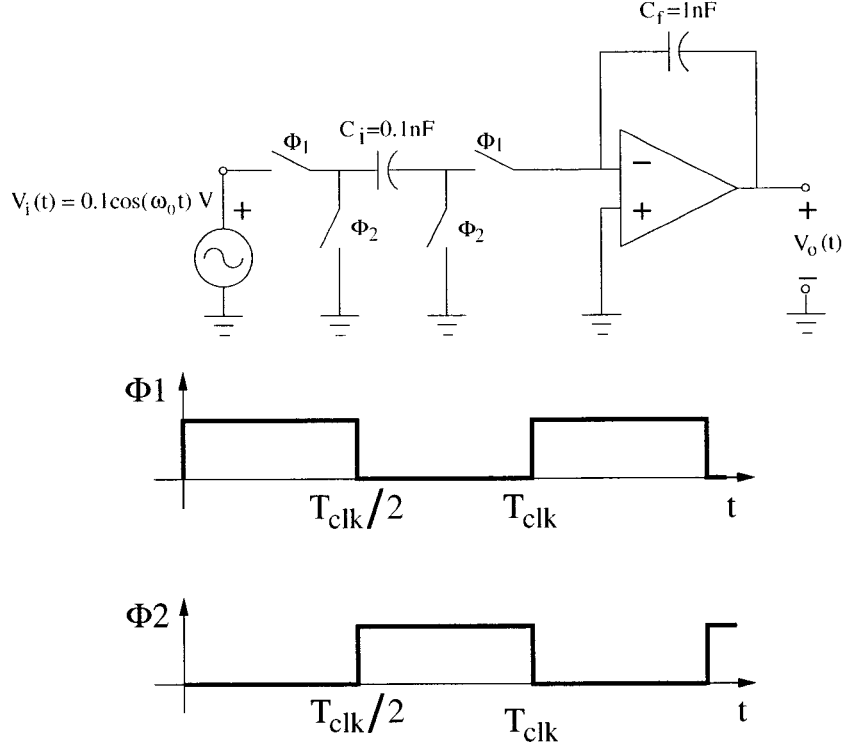 C_f=1nF
Φ₁
C_i=0.1nF
Φ₁
V_i(t) = 0.1cos(ω₀t) V
+
Φ₂
Φ₂
−
+
+
V_o(t)
−
Φ1
T_clk/2
T_clk
t
Φ2
T_clk/2
T_clk
t